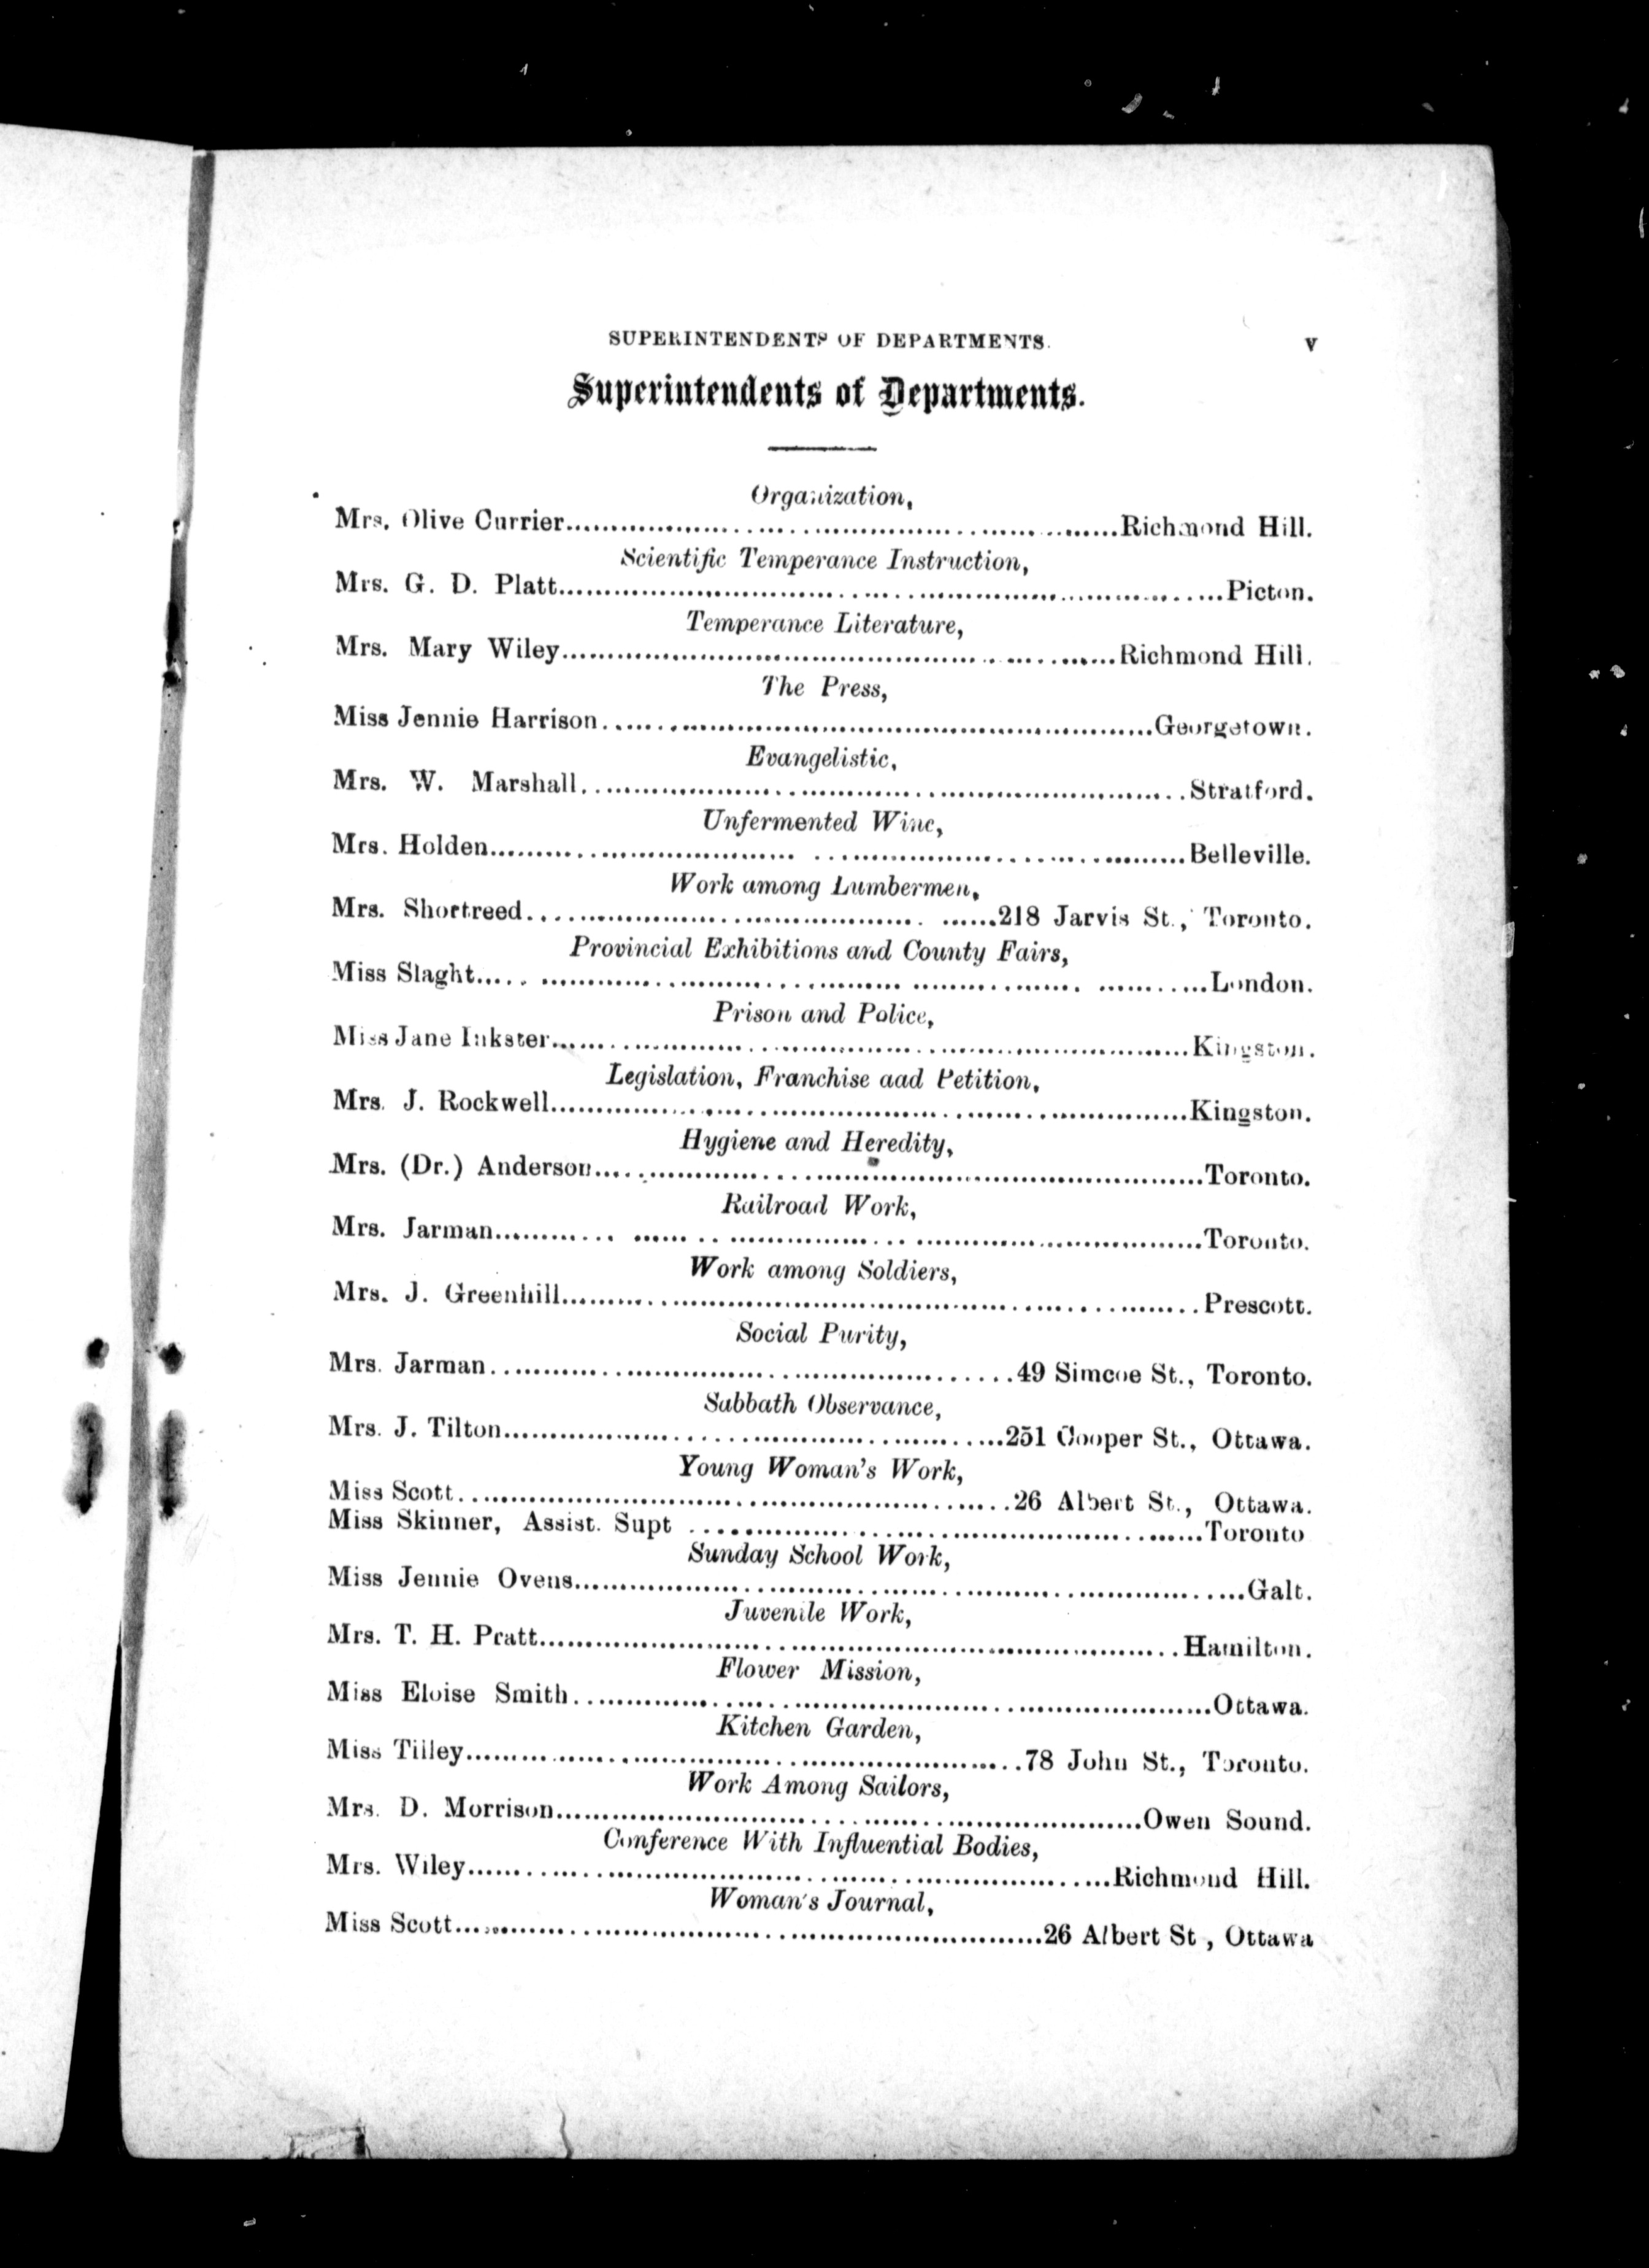 SUPERINTENDENTS OF DEPARTMENTS. v
Superintendents of Departments.
Organization,
Mrs. Olive Currier........................................Richmond Hill.
Scientific Temperance Instruction,
Mrs. G. D. Platt........................................Picton.
Temperance Literature,
Mrs. Mary Wiley........................................Richmond Hill.
The Press,
Miss Jennie Harrison........................................Georgetown.
Evangelistic,
Mrs. W. Marshall........................................Stratford.
Unfermented Wine,
Mrs. Holden........................................Belleville.
Work among Lumbermen,
Mrs. Shortreed........................................218 Jarvis St., Toronto.
Provincial Exhibitions and County Fairs,
Miss Slaght........................................London.
Prison and Police,
Miss Jane Inkster........................................Kingston.
Legislation, Franchise aad Petition,
Mrs. J. Rockwell........................................Kingston.
Hygiene and Heredity,
Mrs. (Dr.) Anderson........................................Toronto.
Railroad Work,
Mrs. Jarman........................................Toronto.
Work among Soldiers,
Mrs. J. Greenhill........................................Prescott.
Social Purity,
Mrs. Jarman........................................49 Simcoe St., Toronto.
Sabbath Observance,
Mrs. J. Tilton........................................251 Cooper St., Ottawa.
Young Woman's Work,
Miss Scott........................................26 Albert St., Ottawa.
Miss Skinner, Assist. Supt ........................................Toronto
Sunday School Work,
Miss Jennie Ovens........................................Galt.
Juvenile Work,
Mrs. T. H. Pratt........................................Hamilton.
Flower Mission,
Miss Eloise Smith........................................Ottawa.
Kitchen Garden,
Miss Tilley........................................78 John St., Toronto.
Work Among Sailors,
Mrs. D. Morrison........................................Owen Sound.
Conference With Influential Bodies,
Mrs. Wiley........................................Richmond Hill.
Woman's Journal,
Miss Scott........................................26 Albert St , Ottawa